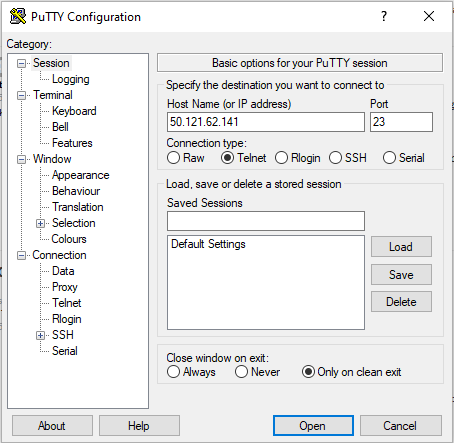 PuTTY Configuration
?
Category:
Session
Logging
Terminal
Keyboard
Bell
Features
Window
Appearance
Behaviour
Translation
Selection
Colours
Connection
Data
Proxy
Telnet
Rlogin
SSH
Serial
Basic options for your PuTTY session
Specify the destination you want to connect to
Host Name (or IP address) Port
50.121.62.141 23
Connection type:
Raw Telnet Rlogin SSH Serial
Load, save or delete a stored session
Saved Sessions
Default Settings
Load
Save
Delete
Close window on exit:
Always Never Only on clean exit
About Help Open Cancel